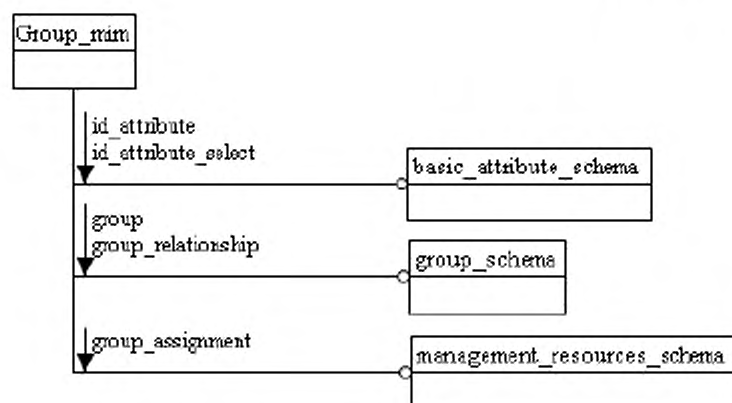 Group_mim
id_attribute
id_attribute_select
basic_attribute_schema
group
group_relationship
group_schema
group_assignment
management_resources_schema